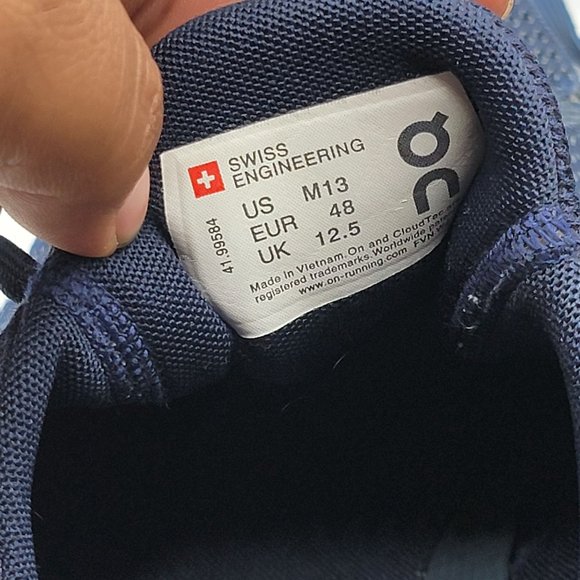 SWISS
ENGINEERING
ON
US M13
EUR 48
UK 12.5
41.99584
Made in Vietnam. On and CloudTec
registered trademarks. Worldwide
www.on-running.com